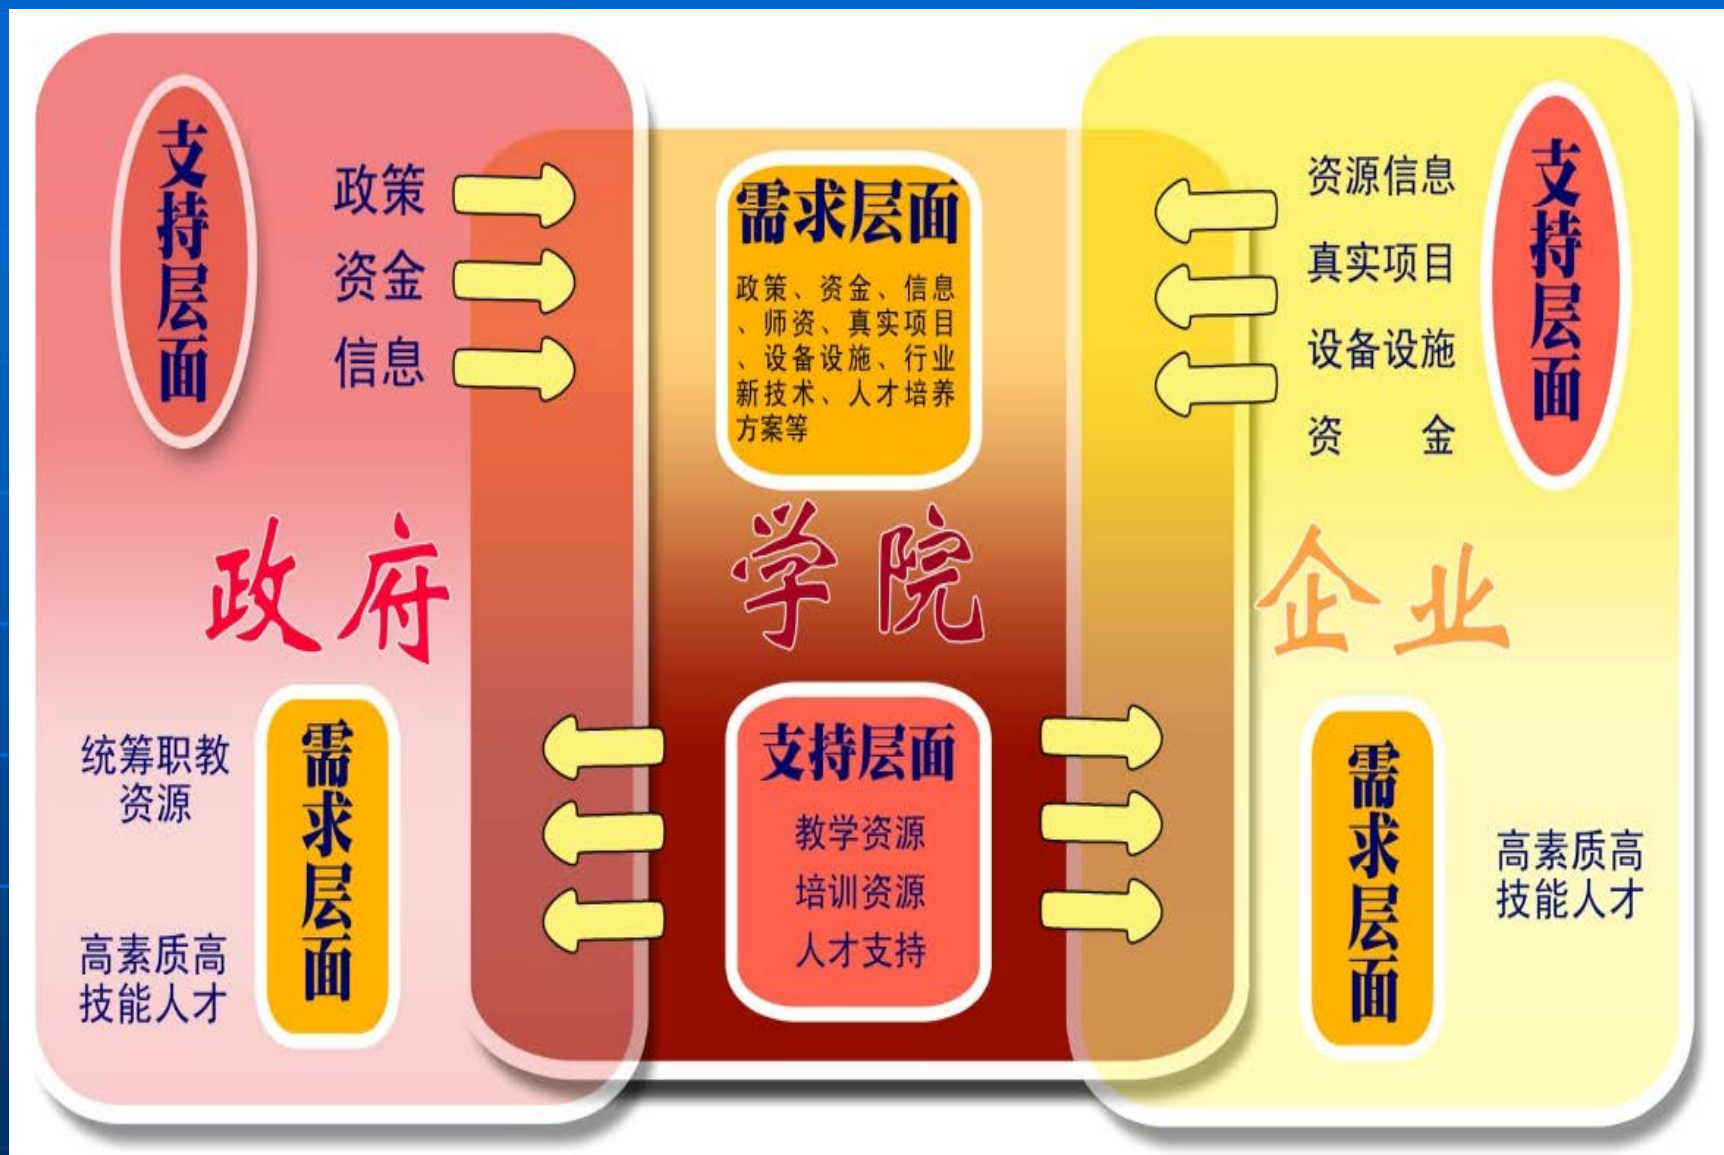 支持层面
政策
资金
信息
政府
统筹职教
资源
高素质高
技能人才
需求层面
需求层面
政策、资金、信息
、师资、真实项目
、设备设施、行业
新技术、人才培养
方案等
学院
支持层面
教学资源
培训资源
人才支持
资源信息
真实项目
设备设施
资 金
支持层面
企业
需求层面
高素质高
技能人才